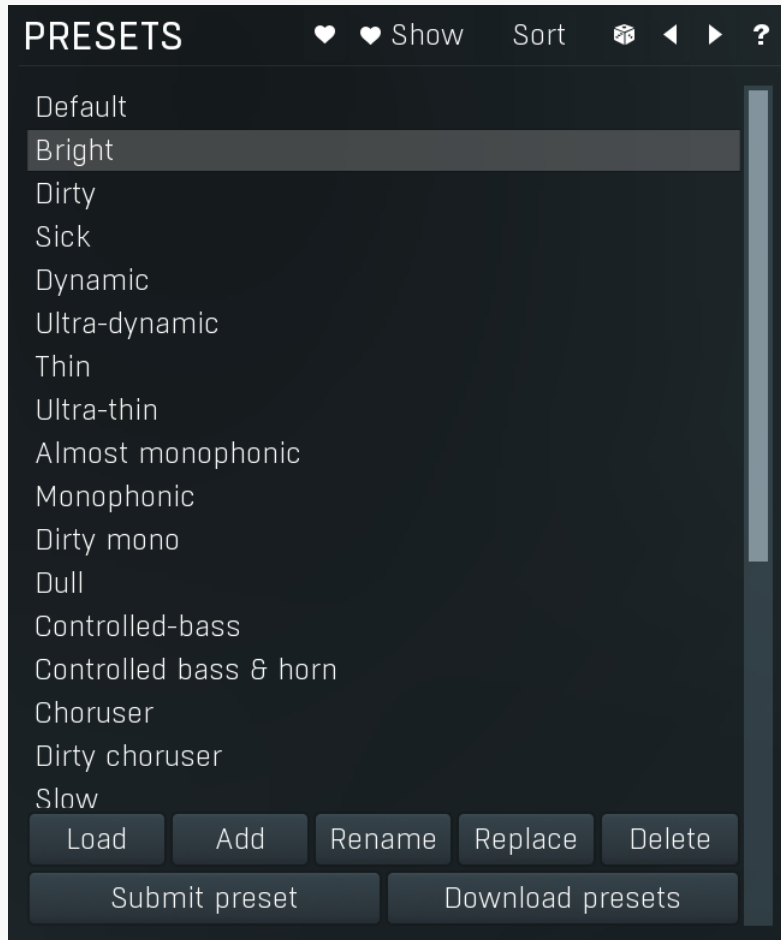 PRESETS Show Sort ?
Default
Bright
Dirty
Sick
Dynamic
Ultra-dynamic
Thin
Ultra-thin
Almost monophonic
Monophonic
Dirty mono
Dull
Controlled-bass
Controlled bass & horn
Choruser
Dirty choruser
Slow
Load Add Rename Replace Delete
Submit preset Download presets